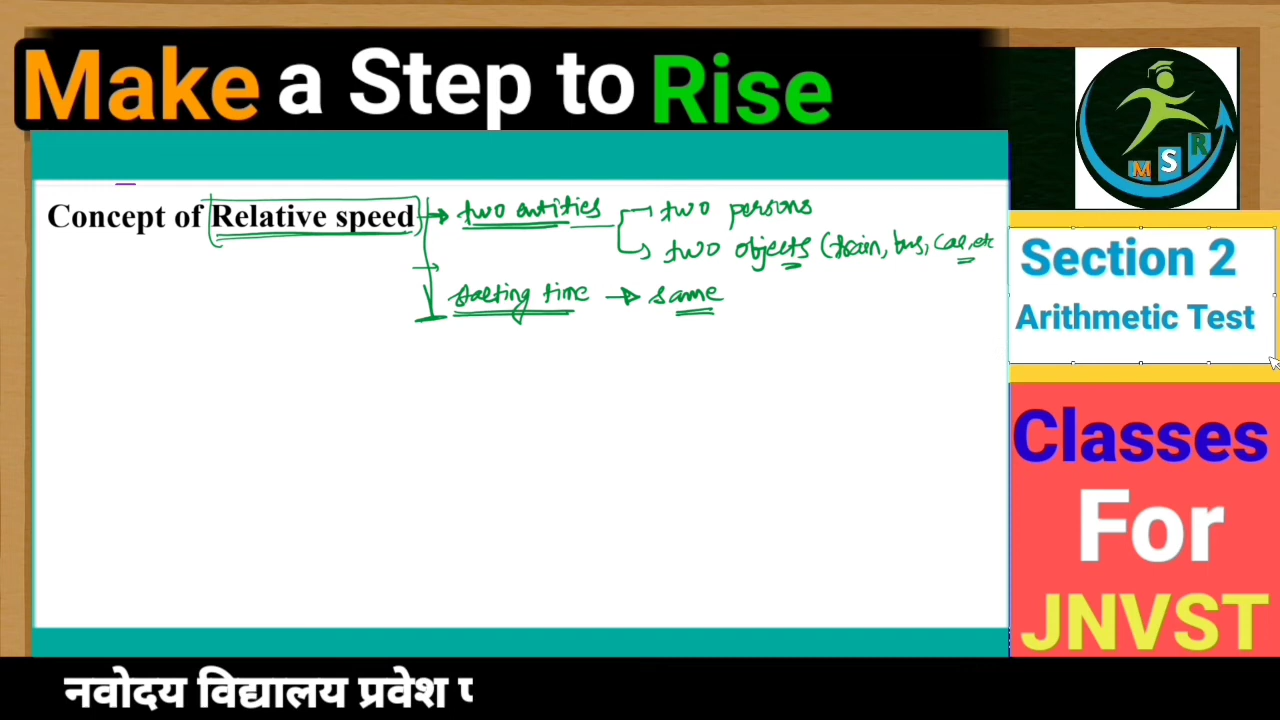 Make a Step to Rise
MSR
Concept of Relative speed → two entities → two persons
→ two objects (train, bus, car, etc
starting time → same
Section 2
Arithmetic Test
Classes
For
JNVST
नवोदय विद्यालय प्रवेश प